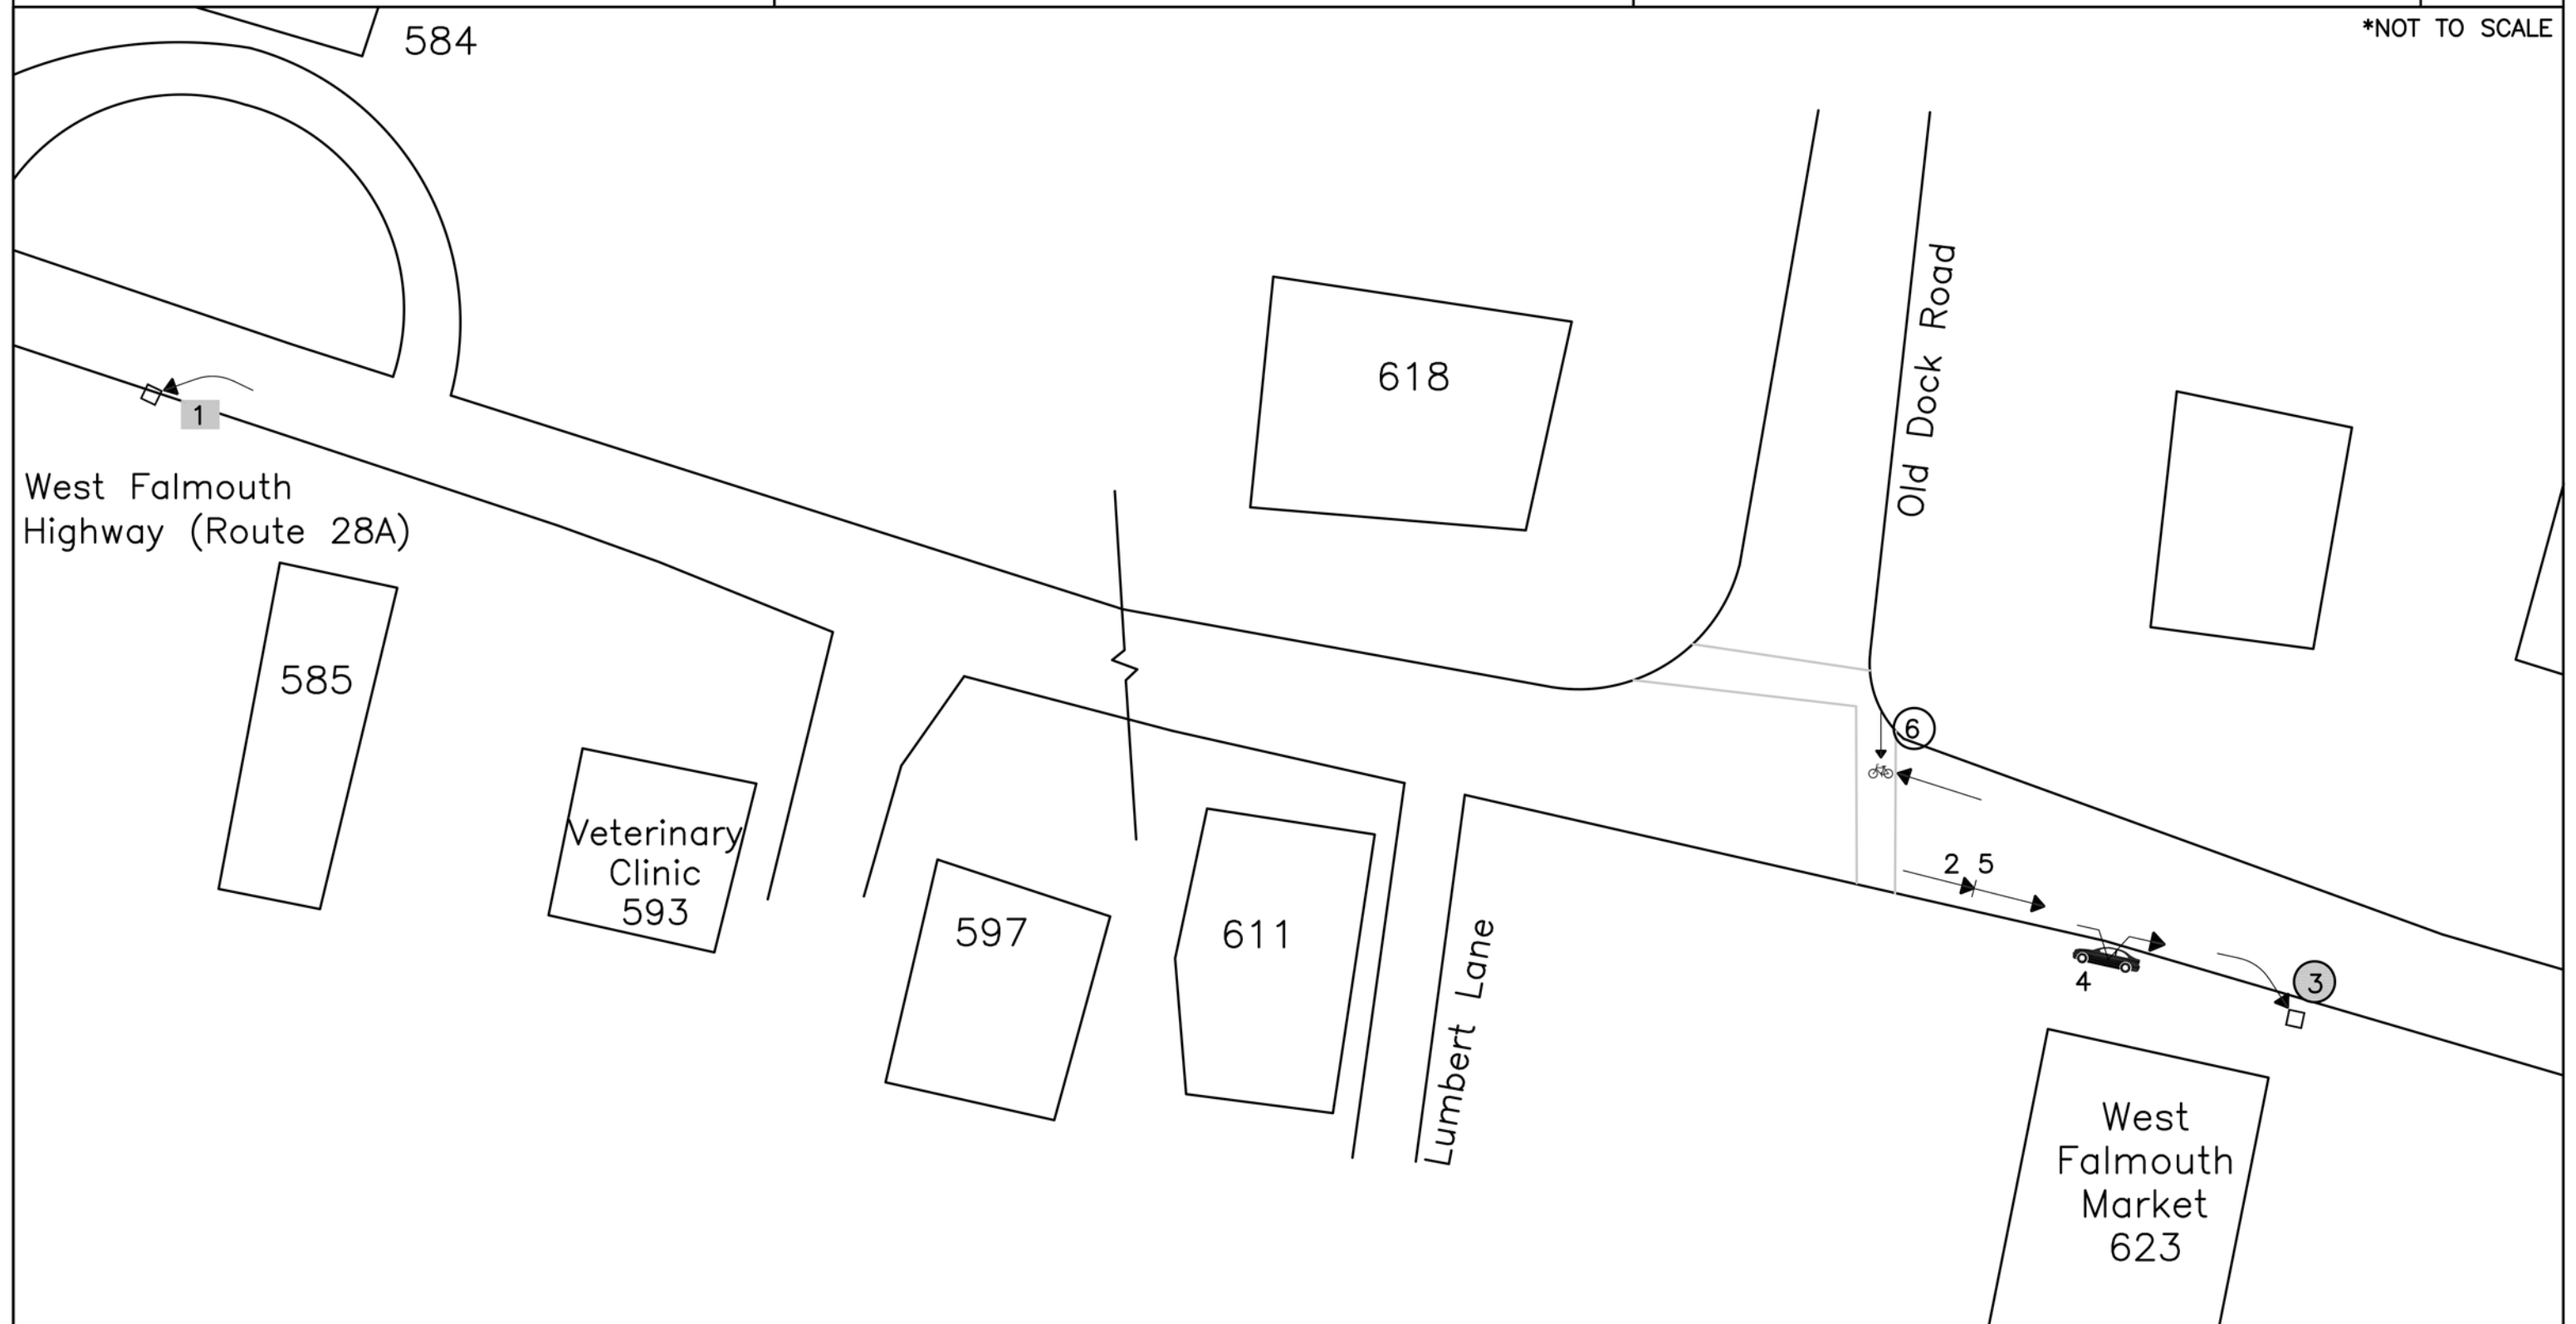 *NOT TO SCALE
584
618
Old Dock Road
1
West Falmouth
Highway (Route 28A)
585
6
Veterinary
Clinic
593
597
611
Lumbert Lane
2 5
4
3
West
Falmouth
Market
623